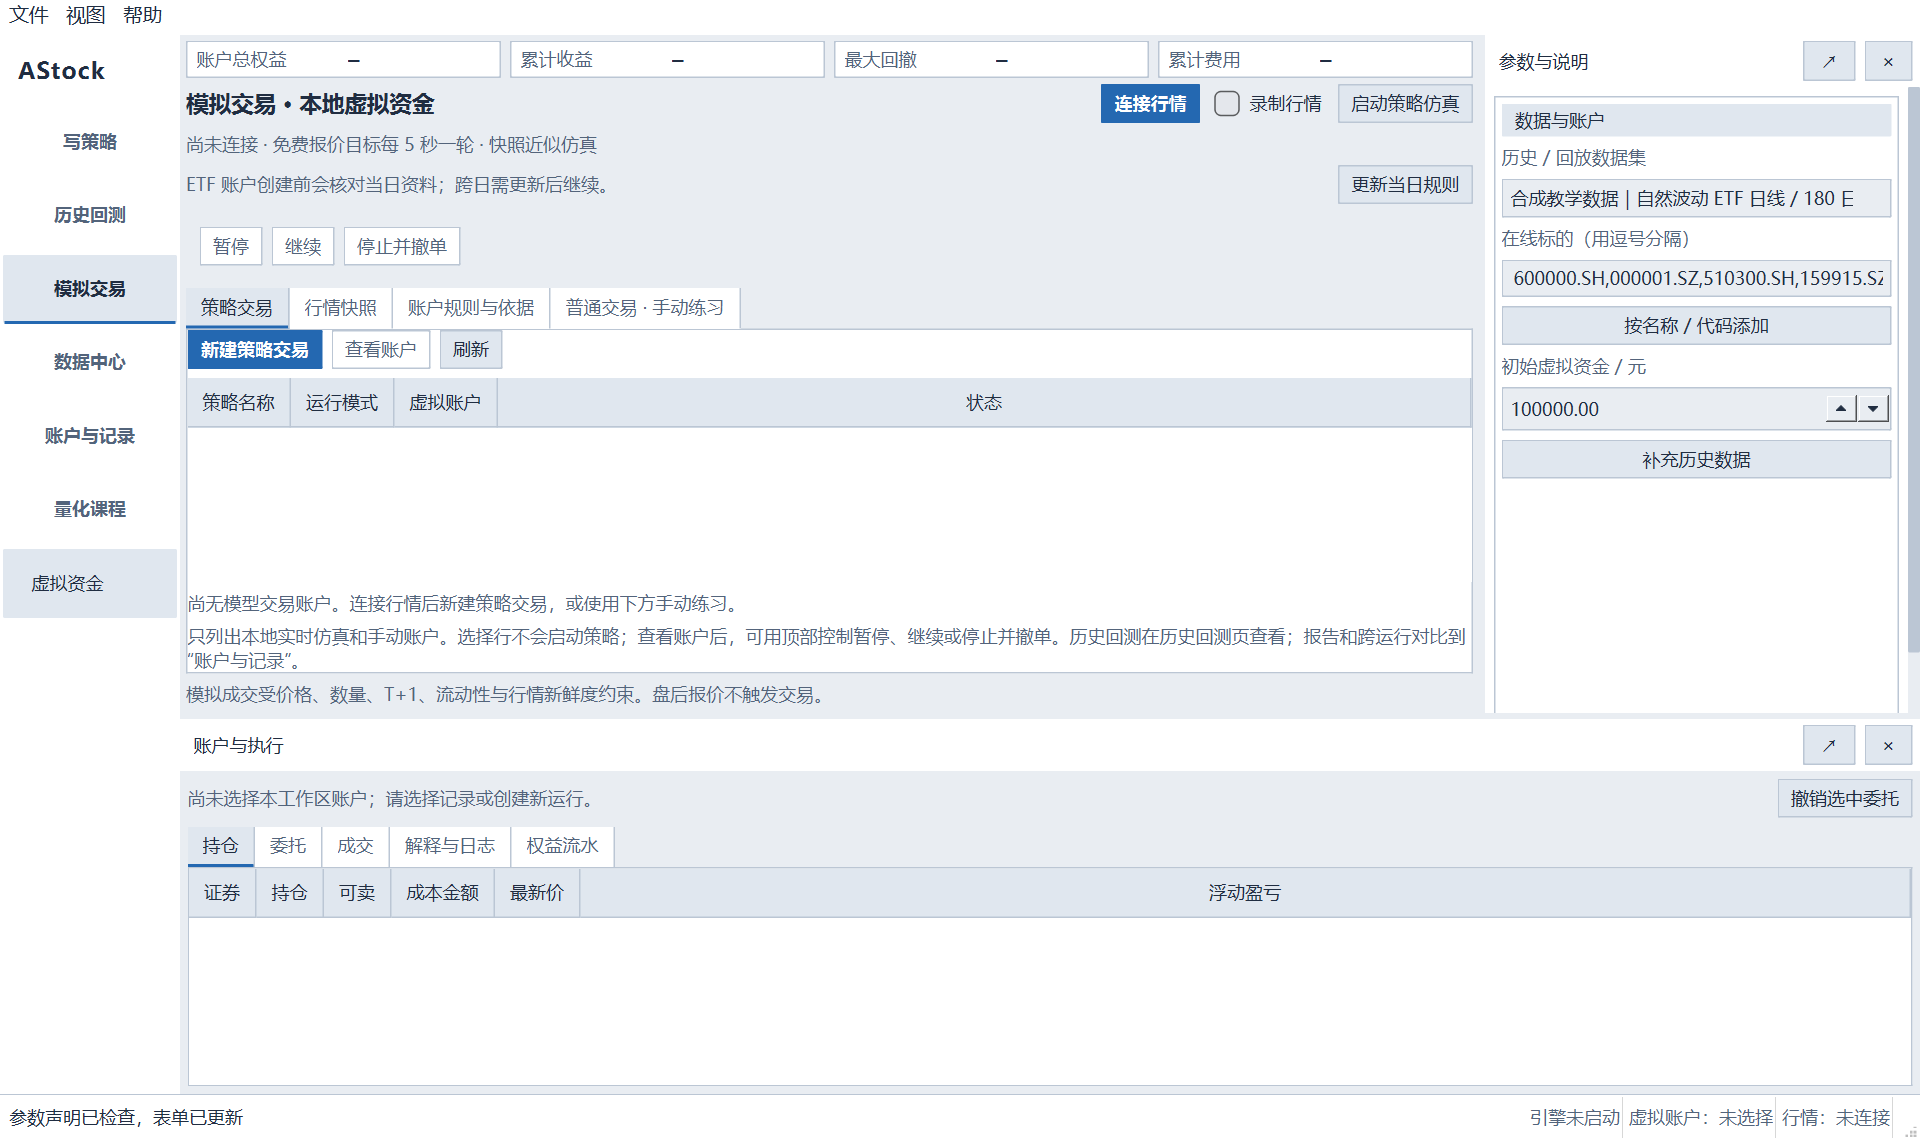 文件 视图 帮助
AStock
写策略
历史回测
模拟交易
数据中心
账户与记录
量化课程
虚拟资金
账户总权益 –
累计收益 –
最大回撤 –
累计费用 –
模拟交易 · 本地虚拟资金
连接行情
录制行情
启动策略仿真
尚未连接 · 免费报价目标每 5 秒一轮 · 快照近似仿真
ETF 账户创建前会核对当日资料；跨日需更新后继续。
更新当日规则
暂停
继续
停止并撤单
策略交易
行情快照
账户规则与依据
普通交易 · 手动练习
新建策略交易
查看账户
刷新
策略名称 运行模式 虚拟账户 状态
尚无模型交易账户。连接行情后新建策略交易，或使用下方手动练习。
只列出本地实时仿真和手动账户。选择行不会启动策略；查看账户后，可用顶部控制暂停、继续或停止并撤单。历史回测在历史回测页查看；报告和跨运行对比到
“账户与记录”。
模拟成交受价格、数量、T+1、流动性与行情新鲜度约束。盘后报价不触发交易。
参数与说明
数据与账户
历史 / 回放数据集
合成教学数据 | 自然波动 ETF 日线 / 180 日
在线标的（用逗号分隔）
600000.SH,000001.SZ,510300.SH,159915.SZ
按名称 / 代码添加
初始虚拟资金 / 元
100000.00
补充历史数据
账户与执行
尚未选择本工作区账户；请选择记录或创建新运行。
撤销选中委托
持仓
委托
成交
解释与日志
权益流水
证券 持仓 可卖 成本金额 最新价 浮动盈亏
参数声明已检查，表单已更新
引擎未启动
虚拟账户：未选择
行情：未连接